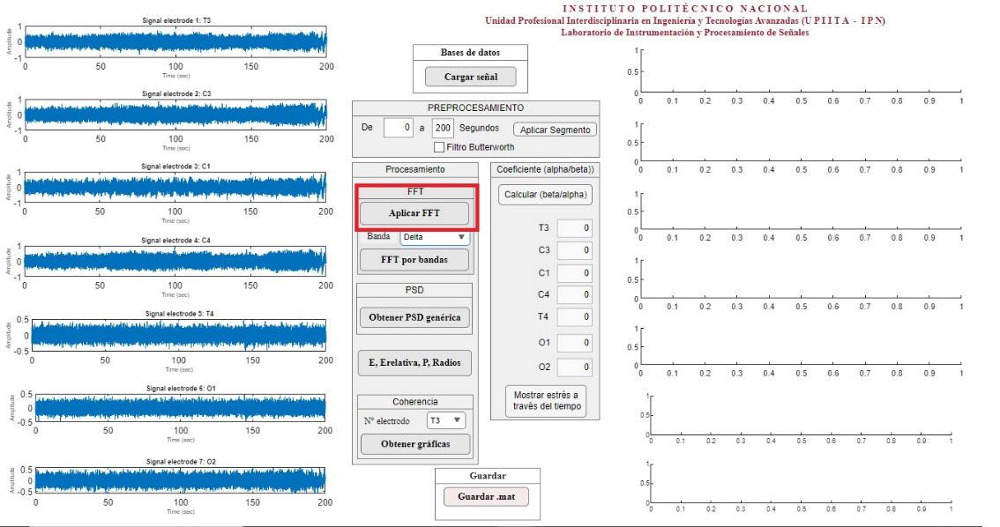 INSTITUTO POLITÉCNICO NACIONAL
Unidad Profesional Interdisciplinaria en Ingeniería y Tecnologías Avanzadas (UPIITA - IPN)
Laboratorio de Instrumentación y Procesamiento de Señales
Signal electrode 1: T3
Amplitude
1
0
-1
0 50 100 150 200
Time (sec)
Signal electrode 2: C3
Amplitude
1
0
-1
0 50 100 150 200
Time (sec)
Signal electrode 3: C1
Amplitude
1
0
-1
0 50 100 150 200
Time (sec)
Signal electrode 4: C4
Amplitude
1
0
-1
0 50 100 150 200
Time (sec)
Signal electrode 5: T4
Amplitude
0.5
0
-0.5
0 50 100 150 200
Time (sec)
Signal electrode 6: O1
Amplitude
0.5
0
-0.5
0 50 100 150 200
Time (sec)
Signal electrode 7: O2
Amplitude
0.5
0
-0.5
0 50 100 150 200
Time (sec)
Bases de datos
Cargar señal
PREPROCESAMIENTO
De 0 a 200 Segundos Aplicar Segmento
Filtro Butterworth
Procesamiento
FFT
Aplicar FFT
Banda Delta
FFT por bandas
PSD
Obtener PSD genérica
E, Erelativa, P, Radios
Coherencia
N° electrodo T3
Obtener gráficas
Coeficiente (alpha/beta))
Calcular (beta/alpha)
T3 0
C3 0
C1 0
C4 0
T4 0
O1 0
O2 0
Mostrar estrés a
través del tiempo
Guardar
Guardar .mat
1
0.5
0
0 0.1 0.2 0.3 0.4 0.5 0.6 0.7 0.8 0.9 1
1
0.5
0
0 0.1 0.2 0.3 0.4 0.5 0.6 0.7 0.8 0.9 1
1
0.5
0
0 0.1 0.2 0.3 0.4 0.5 0.6 0.7 0.8 0.9 1
1
0.5
0
0 0.1 0.2 0.3 0.4 0.5 0.6 0.7 0.8 0.9 1
1
0.5
0
0 0.1 0.2 0.3 0.4 0.5 0.6 0.7 0.8 0.9 1
1
0.5
0
0 0.1 0.2 0.3 0.4 0.5 0.6 0.7 0.8 0.9 1
1
0.5
0
0 0.1 0.2 0.3 0.4 0.5 0.6 0.7 0.8 0.9 1